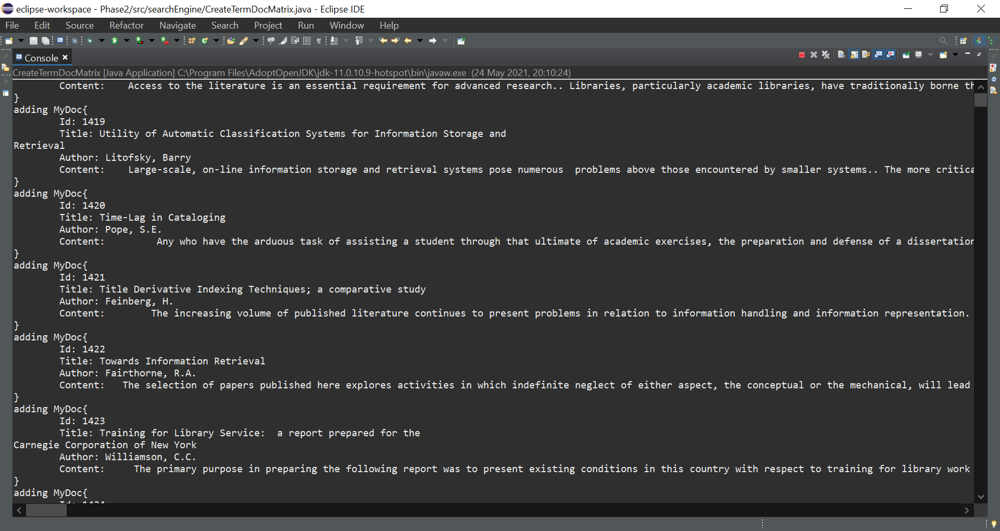 eclipse-workspace - Phase2/src/searchEngine/CreateTermDocMatrix.java - Eclipse IDE
File Edit Source Refactor Navigate Search Project Run Window Help
Console
CreateTermDocMatrix [Java Application] C:\Program Files\AdoptOpenJDK\jdk-11.0.10.9-hotspot\bin\javaw.exe (24 May 2021, 20:10:24)
Content: Access to the literature is an essential requirement for advanced research.. Libraries, particularly academic libraries, have traditionally borne th
}
adding MyDoc{
Id: 1419
Title: Utility of Automatic Classification Systems for Information Storage and
Retrieval
Author: Litofsky, Barry
Content: Large-scale, on-line information storage and retrieval systems pose numerous problems above those encountered by smaller systems.. The more critica
}
adding MyDoc{
Id: 1420
Title: Time-Lag in Cataloging
Author: Pope, S.E.
Content: Any who have the arduous task of assisting a student through that ultimate of academic exercises, the preparation and defense of a dissertation
}
adding MyDoc{
Id: 1421
Title: Title Derivative Indexing Techniques; a comparative study
Author: Feinberg, H.
Content: The increasing volume of published literature continues to present problems in relation to information handling and information representation.
}
adding MyDoc{
Id: 1422
Title: Towards Information Retrieval
Author: Fairthorne, R.A.
Content: The selection of papers published here explores activities in which indefinite neglect of either aspect, the conceptual or the mechanical, will lead
}
adding MyDoc{
Id: 1423
Title: Training for Library Service: a report prepared for the
Carnegie Corporation of New York
Author: Williamson, C.C.
Content: The primary purpose in preparing the following report was to present existing conditions in this country with respect to training for library work
}
adding MyDoc{
Id: 1424